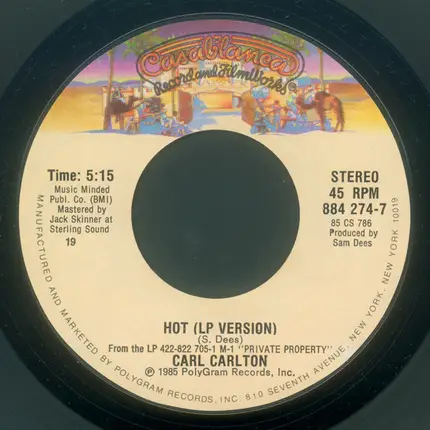 Casablanca
Record and FilmWorks
Time: 5:15
Music Minded
Publ. Co. (BMI)
Mastered by
Jack Skinner at
Sterling Sound
19
STEREO
45 RPM
884 274-7
85 CS 786
Produced by
Sam Dees
HOT (LP VERSION)
(S. Dees)
From the LP 422-822 705-1 M-1 "PRIVATE PROPERTY"
CARL CARLTON
℗ 1985 PolyGram Records, Inc.
MANUFACTURED AND MARKETED BY POLYGRAM RECORDS, INC. 810 SEVENTH AVENUE, NEW YORK, NEW YORK 10019